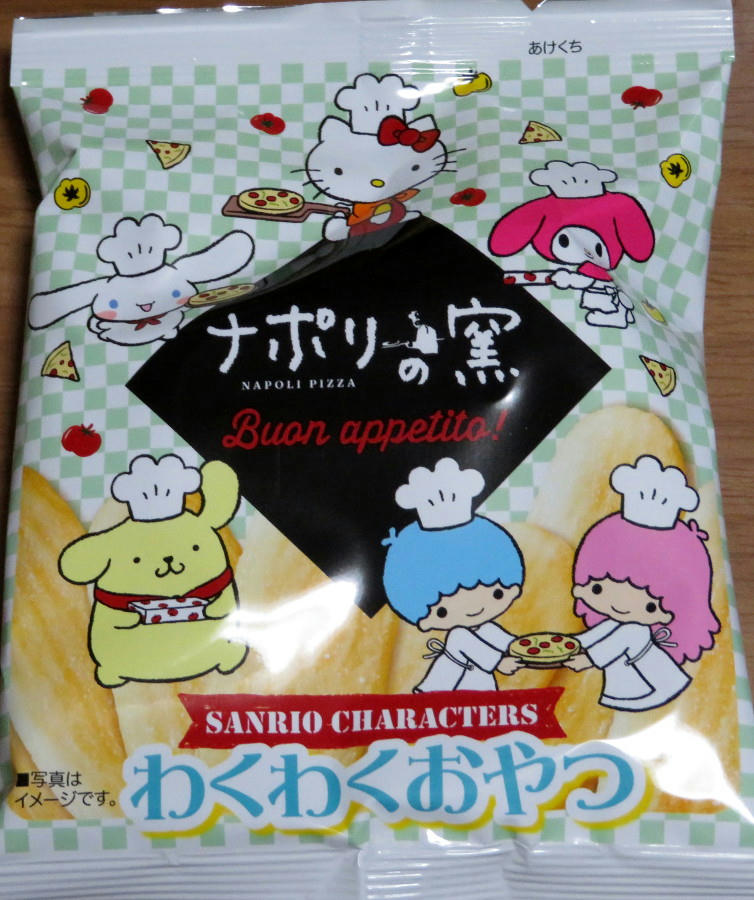 あけくち
ナポリの窯
NAPOLI PIZZA
Buon appetito!
SANRIO CHARACTERS
わくわくおやつ
■写真は
イメージです。